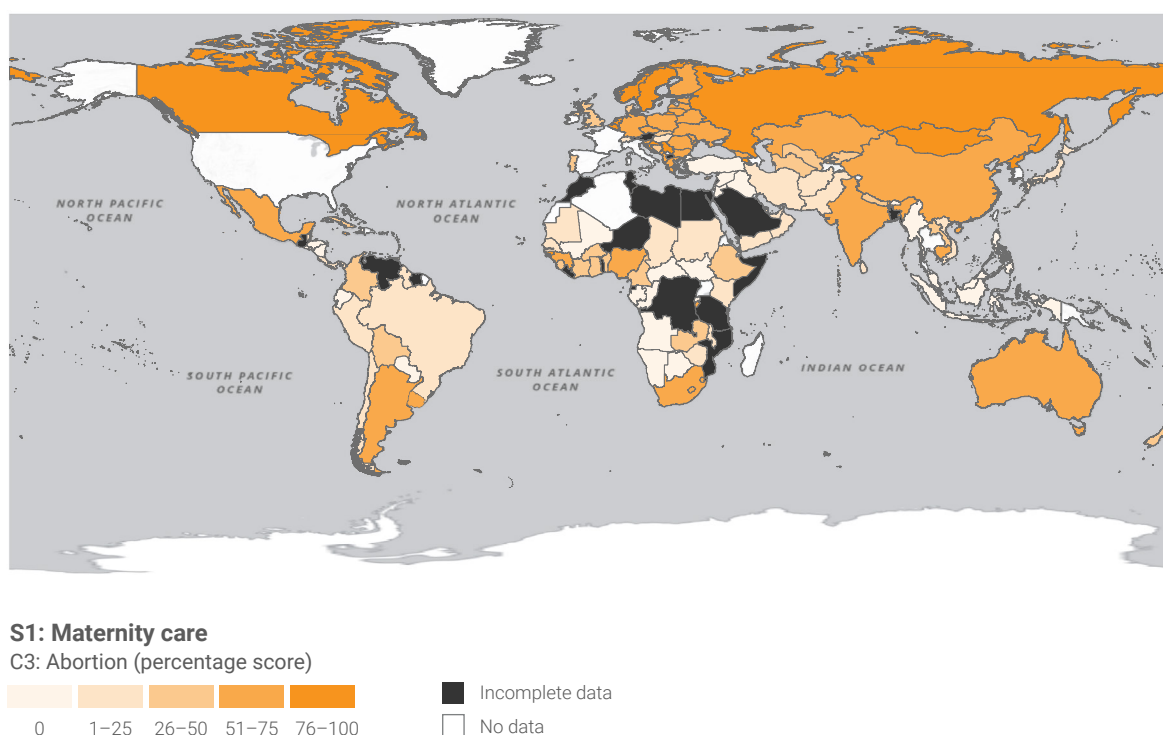 NORTH PACIFIC
OCEAN
NORTH ATLANTIC
OCEAN
SOUTH PACIFIC
OCEAN
SOUTH ATLANTIC
OCEAN
INDIAN OCEAN
S1: Maternity care
C3: Abortion (percentage score)
Incomplete data
0 1–25 26–50 51–75 76–100
No data